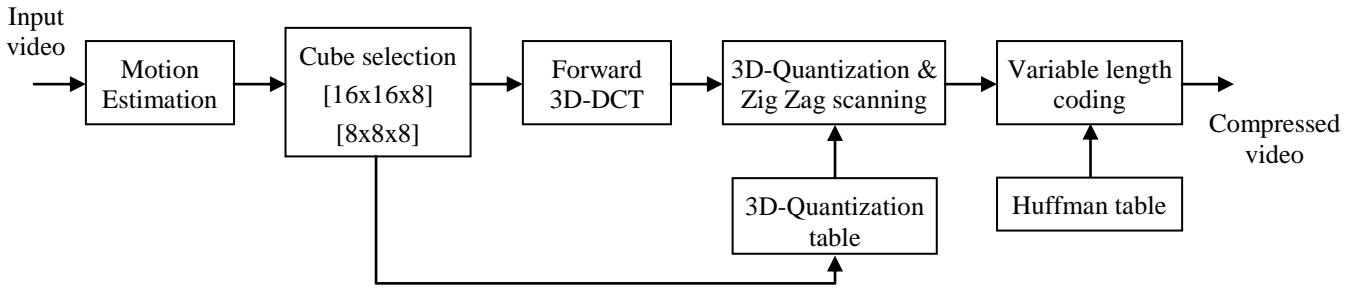 Input
video
Motion
Estimation
Cube selection
[16x16x8]
[8x8x8]
Forward
3D-DCT
3D-Quantization &
Zig Zag scanning
Variable length
coding
Compressed
video
3D-Quantization
table
Huffman table